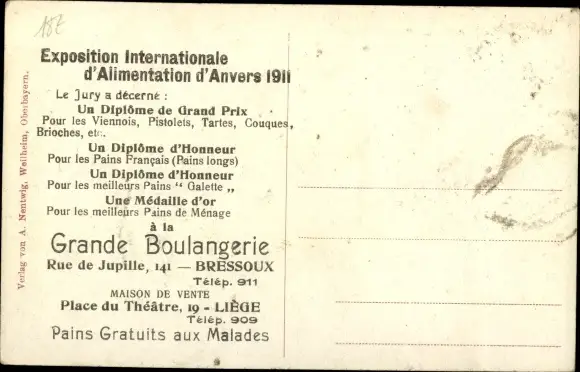 187
Exposition Internationale
d'Alimentation d'Anvers 1911
Le Jury a décerné :
Un Diplôme de Grand Prix
Pour les Viennois, Pistolets, Tartes, Couques,
Brioches, etc.
Un Diplôme d'Honneur
Pour les Pains Français (Pains longs)
Un Diplôme d'Honneur
Pour les meilleurs Pains “ Galette „
Une Médaille d'or
Pour les meilleurs Pains de Ménage
à la
Grande Boulangerie
Rue de Jupille, 141 — BRESSOUX
Télép. 911
MAISON DE VENTE
Place du Théâtre, 19 - LIÈGE
Télép. 909
Pains Gratuits aux Malades
Verlag von A. Nentwig, Weilheim, Oberbayern.